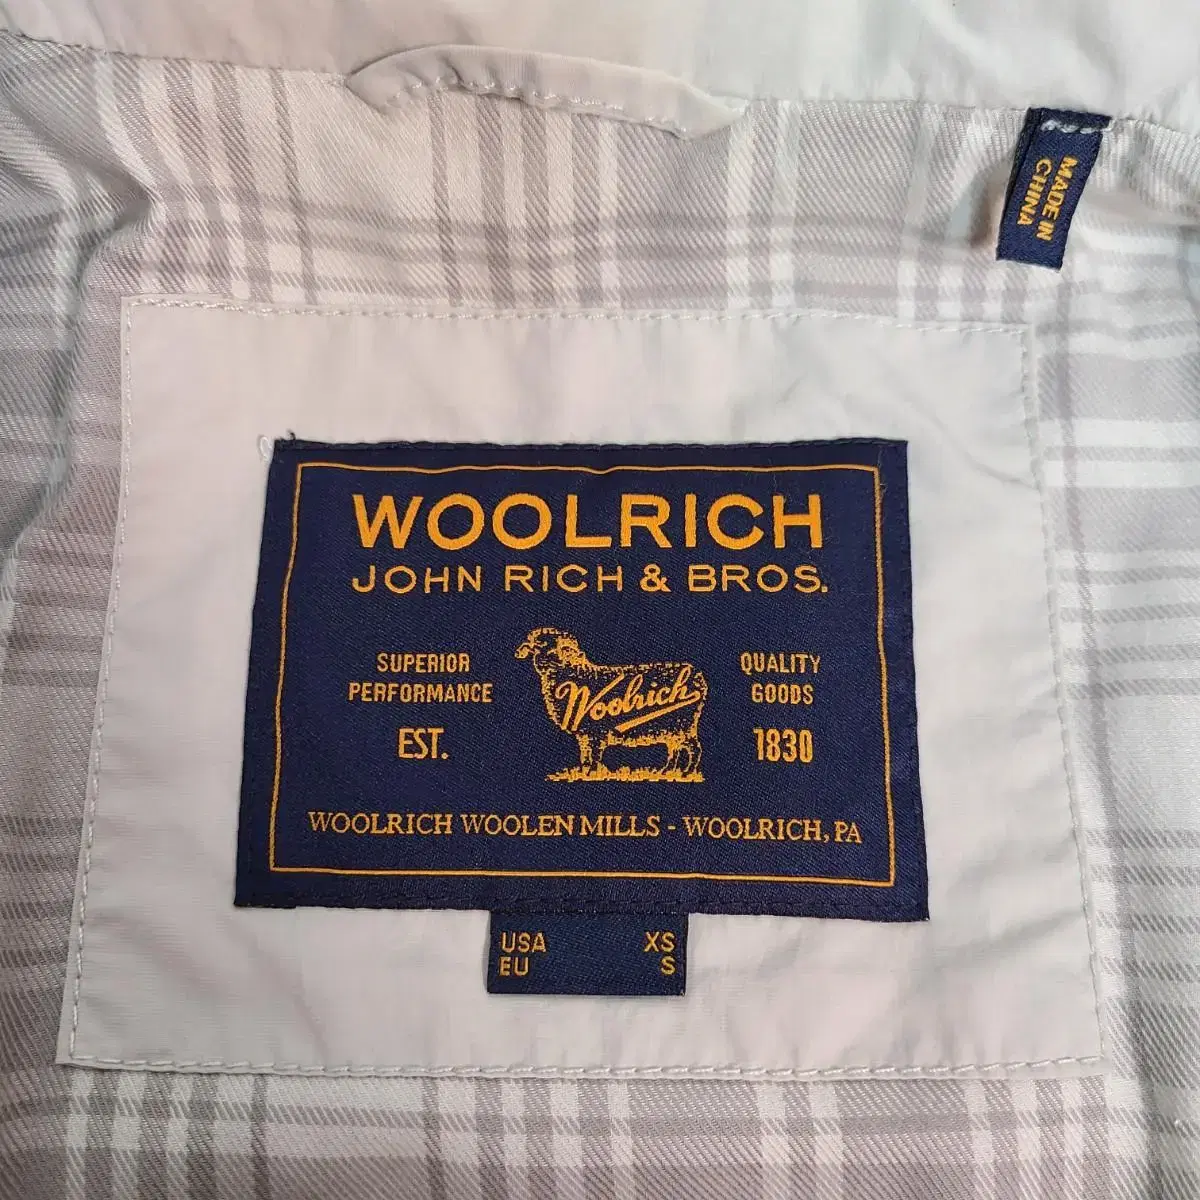 MADE IN
CHINA
WOOLRICH
JOHN RICH & BROS.
SUPERIOR
PERFORMANCE
EST.
Woolrich
QUALITY
GOODS
1830
WOOLRICH WOOLEN MILLS - WOOLRICH, PA
USA XS
EU S